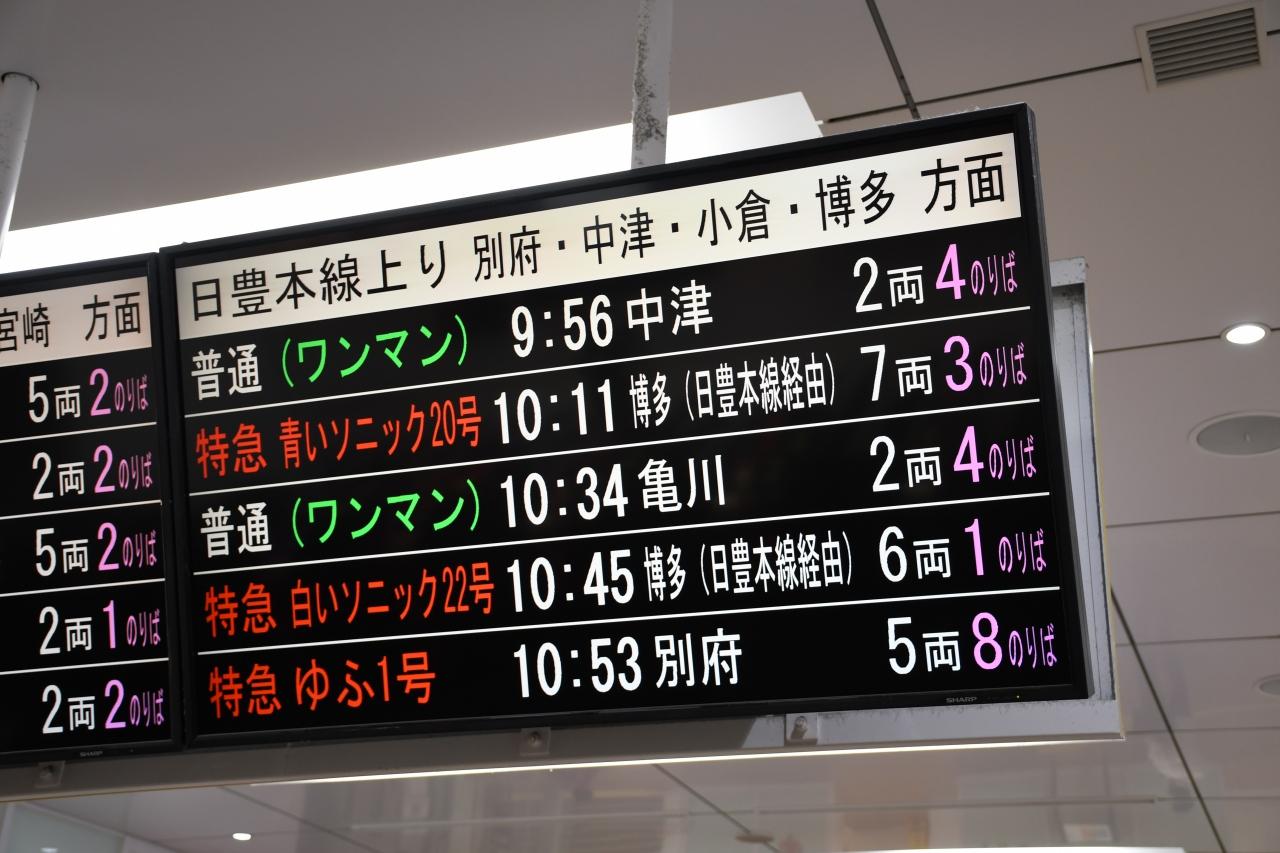 宮崎 方面
5両 2のりば
2両 2のりば
5両 2のりば
2両 1のりば
2両 2のりば
SHARP
日豊本線上り 別府・中津・小倉・博多 方面
普通 (ワンマン) 9:56 中津 2両 4のりば
特急 青いソニック20号 10:11 博多(日豊本線経由) 7両 3のりば
普通 (ワンマン) 10:34 亀川 2両 4のりば
特急 白いソニック22号 10:45 博多(日豊本線経由) 6両 1のりば
特急 ゆふ1号 10:53 別府 5両 8のりば
SHARP